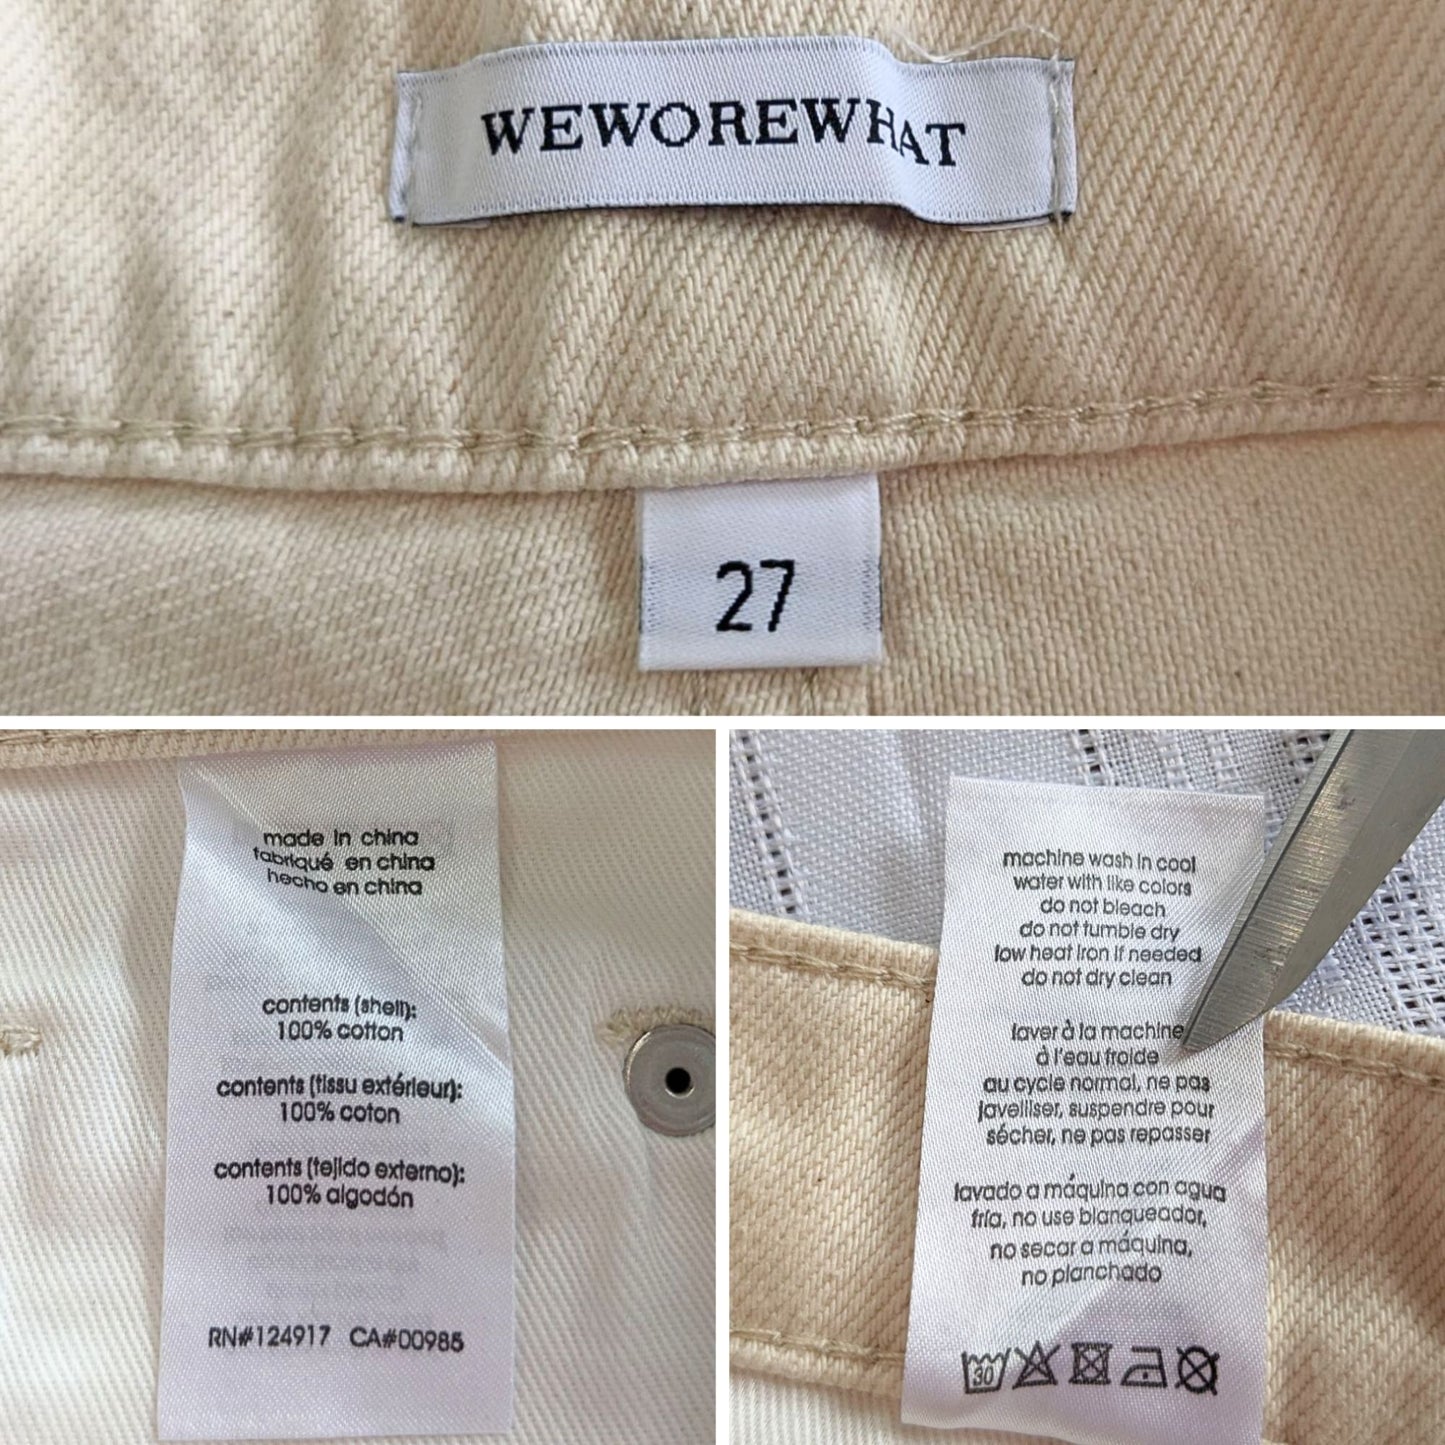 WEWOREWHAT
27
made in china
fabriqué en china
hecho en china
contents (shell):
100% cotton
contents (tissu extérieur):
100% coton
contents (tejido externo):
100% algodón
RN#124917 CA#00985
machine wash in cool
water with like colors
do not bleach
do not tumble dry
low heat iron if needed
do not dry clean
laver à la machine
à l'eau froide
au cycle normal, ne pas
javelliser, suspendre pour
sécher, ne pas repasser
lavado a máquina con agua
fría, no use blanqueador,
no secar a máquina,
no planchado
30